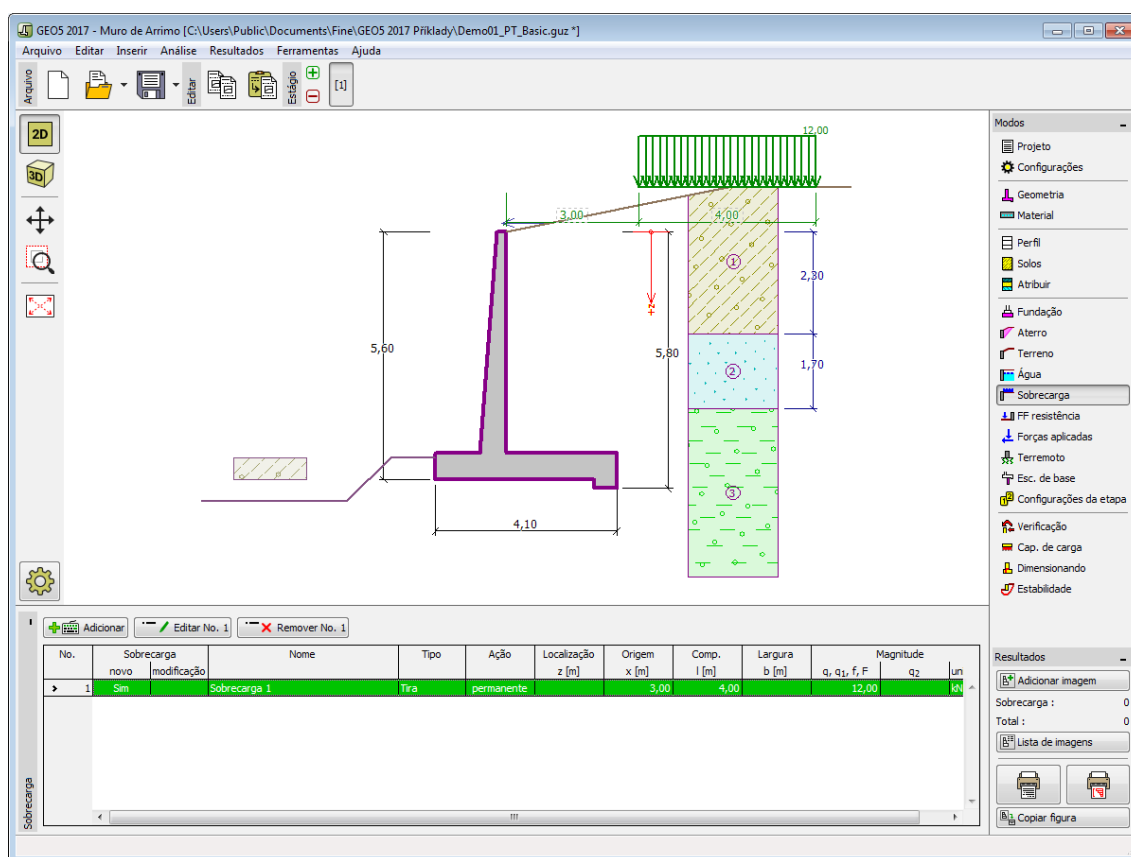 GEO5 2017 - Muro de Arrimo [C:\Users\Public\Documents\Fine\GEO5 2017 Příklady\Demo01_PT_Basic.guz *]
Arquivo Editar Inserir Análise Resultados Ferramentas Ajuda
Arquivo
Editar
Estágio
[1]
2D
3D
12,00
3,00
4,00
+z
5,60
5,80
2,30
1,70
4,10
1
2
3
Modos
Projeto
Configurações
Geometria
Material
Perfil
Solos
Atribuir
Fundação
Aterro
Terreno
Água
Sobrecarga
FF resistência
Forças aplicadas
Terremoto
Esc. de base
Configurações da etapa
Verificação
Cap. de carga
Dimensionando
Estabilidade
Sobrecarga
Adicionar Editar No. 1 Remover No. 1
No. Sobrecarga Nome Tipo Ação Localização Origem Comp. Largura Magnitude
novo modificação z [m] x [m] l [m] b [m] q, q1, f, F q2 un
1 Sim Sobrecarga 1 Tira permanente 3,00 4,00 12,00 kN
Resultados
Adicionar imagem
Sobrecarga : 0
Total : 0
Lista de imagens
Copiar figura